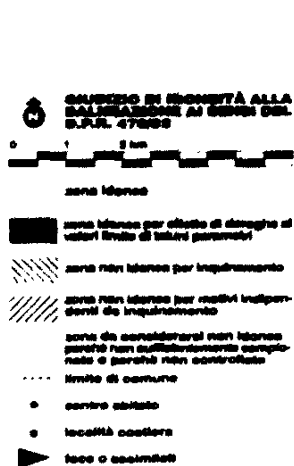 N
GIUDIZIO DI IDONEITÀ ALLA
BALNEAZIONE AI SENSI DEL
D.P.R. 470/82
0 1 2 km
zona idonea
zona idonea per effetto di deroghe ai
valori limite di taluni parametri
zona non idonea per inquinamento
zona non idonea per motivi indipen-
denti da inquinamento
zona da considerarsi non idonea
perchè non sufficientemente campio-
nata o perchè non controllata
limite di comune
centro abitato
località costiera
foce o assimilati